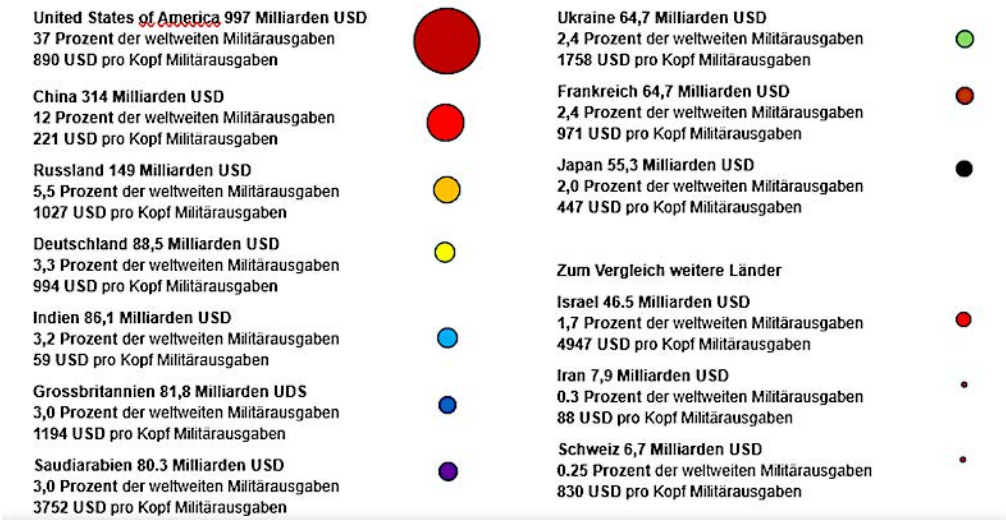 United States of America 997 Milliarden USD
37 Prozent der weltweiten Militärausgaben
890 USD pro Kopf Militärausgaben
China 314 Milliarden USD
12 Prozent der weltweiten Militärausgaben
221 USD pro Kopf Militärausgaben
Russland 149 Milliarden USD
5,5 Prozent der weltweiten Militärausgaben
1027 USD pro Kopf Militärausgaben
Deutschland 88,5 Milliarden USD
3,3 Prozent der weltweiten Militärausgaben
994 USD pro Kopf Militärausgaben
Indien 86,1 Milliarden USD
3,2 Prozent der weltweiten Militärausgaben
59 USD pro Kopf Militärausgaben
Grossbritannien 81,8 Milliarden UDS
3,0 Prozent der weltweiten Militärausgaben
1194 USD pro Kopf Militärausgaben
Saudiarabien 80.3 Milliarden USD
3,0 Prozent der weltweiten Militärausgaben
3752 USD pro Kopf Militärausgaben
Ukraine 64,7 Milliarden USD
2,4 Prozent der weltweiten Militärausgaben
1758 USD pro Kopf Militärausgaben
Frankreich 64,7 Milliarden USD
2,4 Prozent der weltweiten Militärausgaben
971 USD pro Kopf Militärausgaben
Japan 55,3 Milliarden USD
2,0 Prozent der weltweiten Militärausgaben
447 USD pro Kopf Militärausgaben
Zum Vergleich weitere Länder
Israel 46.5 Milliarden USD
1,7 Prozent der weltweiten Militärausgaben
4947 USD pro Kopf Militärausgaben
Iran 7,9 Milliarden USD
0.3 Prozent der weltweiten Militärausgaben
88 USD pro Kopf Militärausgaben
Schweiz 6,7 Milliarden USD
0.25 Prozent der weltweiten Militärausgaben
830 USD pro Kopf Militärausgaben